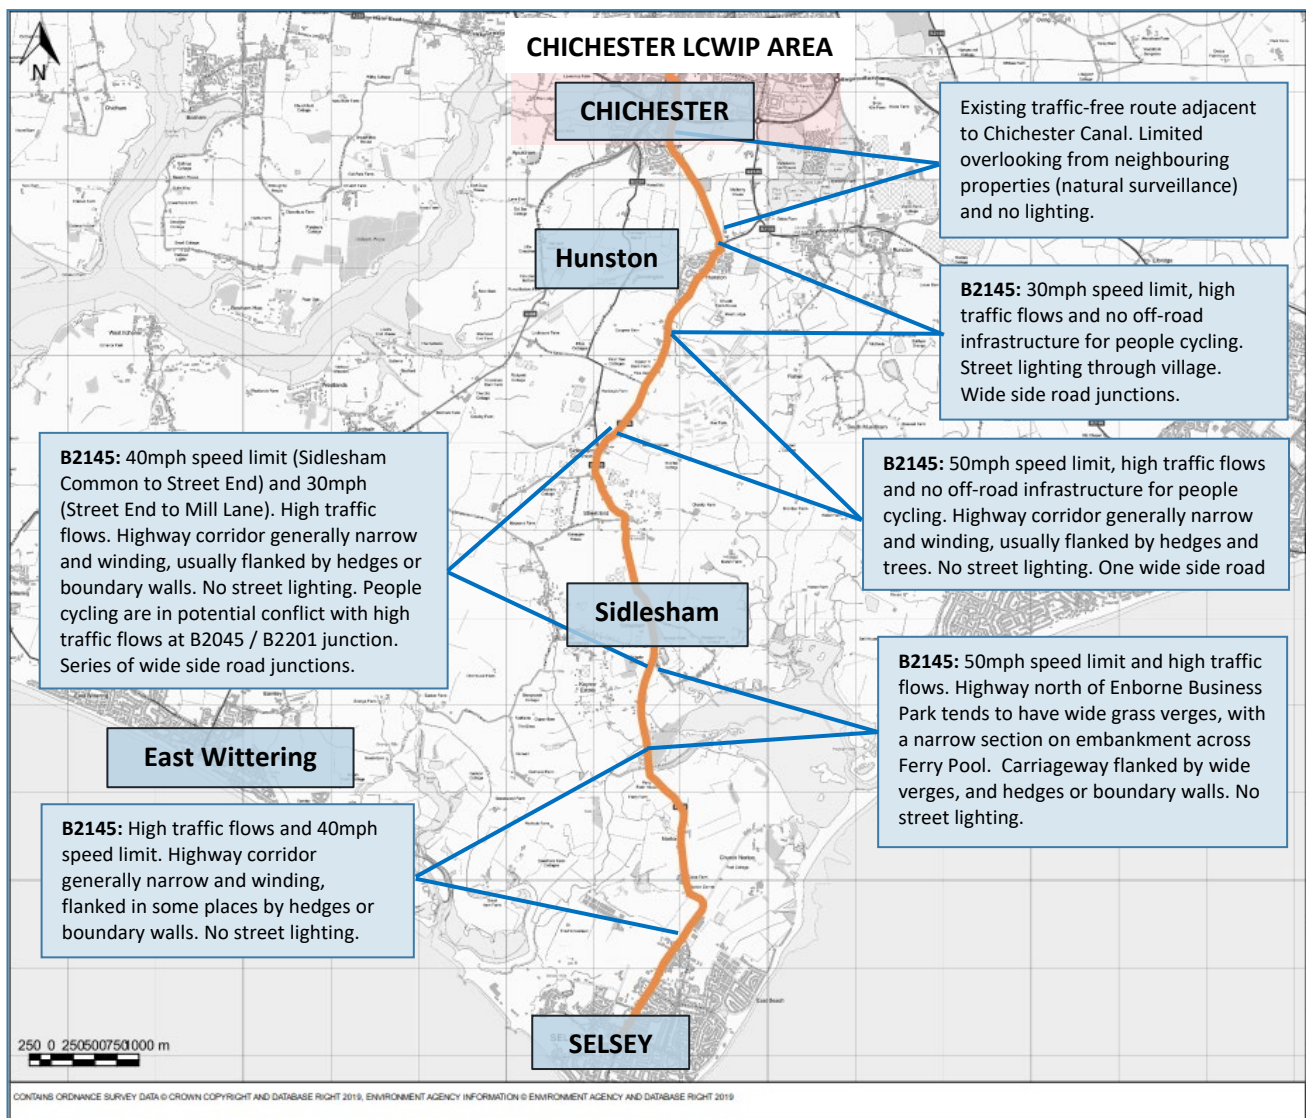 CHICHESTER LCWIP AREA
N
CHICHESTER
Existing traffic-free route adjacent
to Chichester Canal. Limited
overlooking from neighbouring
properties (natural surveillance)
and no lighting.
Hunston
B2145: 30mph speed limit, high
traffic flows and no off-road
infrastructure for people cycling.
Street lighting through village.
Wide side road junctions.
B2145: 40mph speed limit (Sidlesham
Common to Street End) and 30mph
(Street End to Mill Lane). High traffic
flows. Highway corridor generally narrow
and winding, usually flanked by hedges or
boundary walls. No street lighting. People
cycling are in potential conflict with high
traffic flows at B2045 / B2201 junction.
Series of wide side road junctions.
B2145: 50mph speed limit, high traffic flows
and no off-road infrastructure for people
cycling. Highway corridor generally narrow
and winding, usually flanked by hedges and
trees. No street lighting. One wide side road
Sidlesham
B2145: 50mph speed limit and high traffic
flows. Highway north of Enborne Business
Park tends to have wide grass verges, with
a narrow section on embankment across
Ferry Pool. Carriageway flanked by wide
verges, and hedges or boundary walls. No
street lighting.
East Wittering
B2145: High traffic flows and 40mph
speed limit. Highway corridor
generally narrow and winding,
flanked in some places by hedges or
boundary walls. No street lighting.
East Beach
SELSEY
250 0 2505007501000 m
CONTAINS ORDNANCE SURVEY DATA © CROWN COPYRIGHT AND DATABASE RIGHT 2019, ENVIRONMENT AGENCY INFORMATION © ENVIRONMENT AGENCY AND DATABASE RIGHT 2019